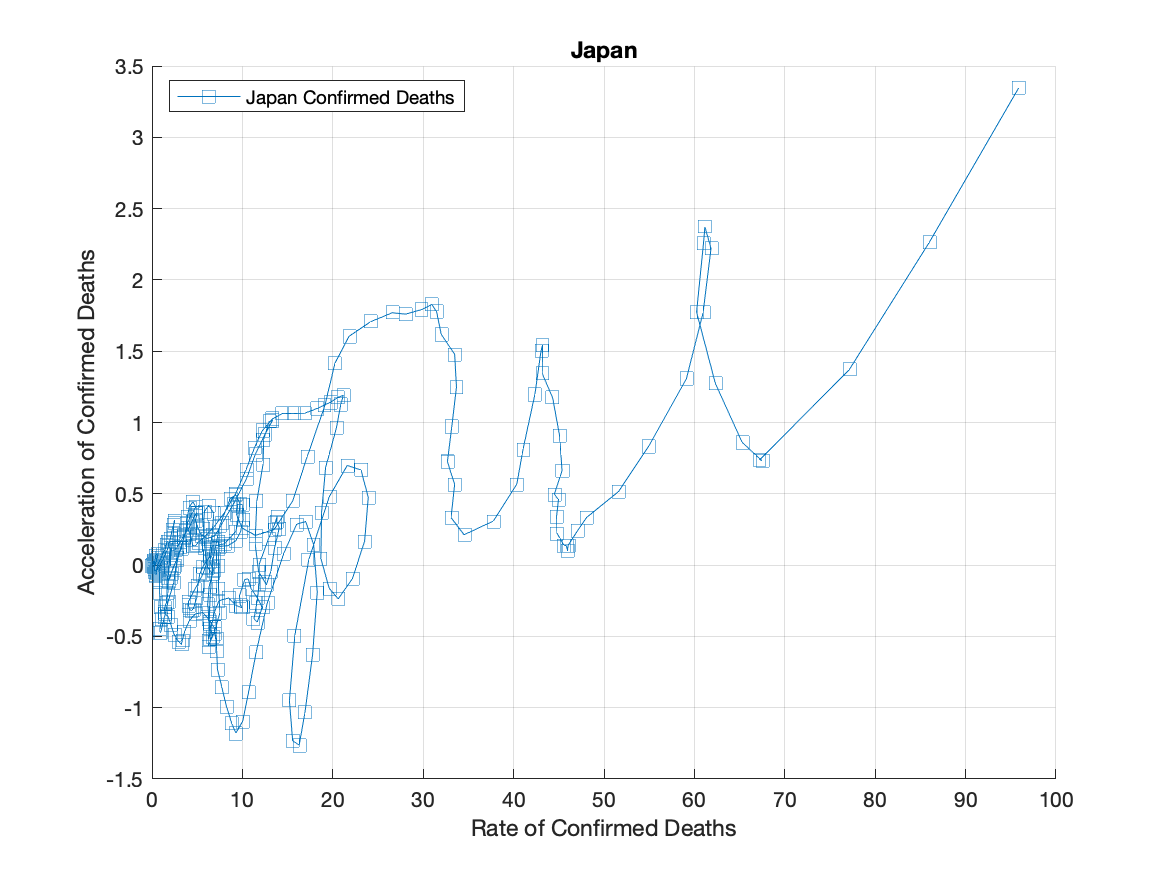 Japan
Japan Confirmed Deaths
3.5
3
2.5
2
1.5
1
0.5
0
-0.5
-1
-1.5
Acceleration of Confirmed Deaths
0 10 20 30 40 50 60 70 80 90 100
Rate of Confirmed Deaths